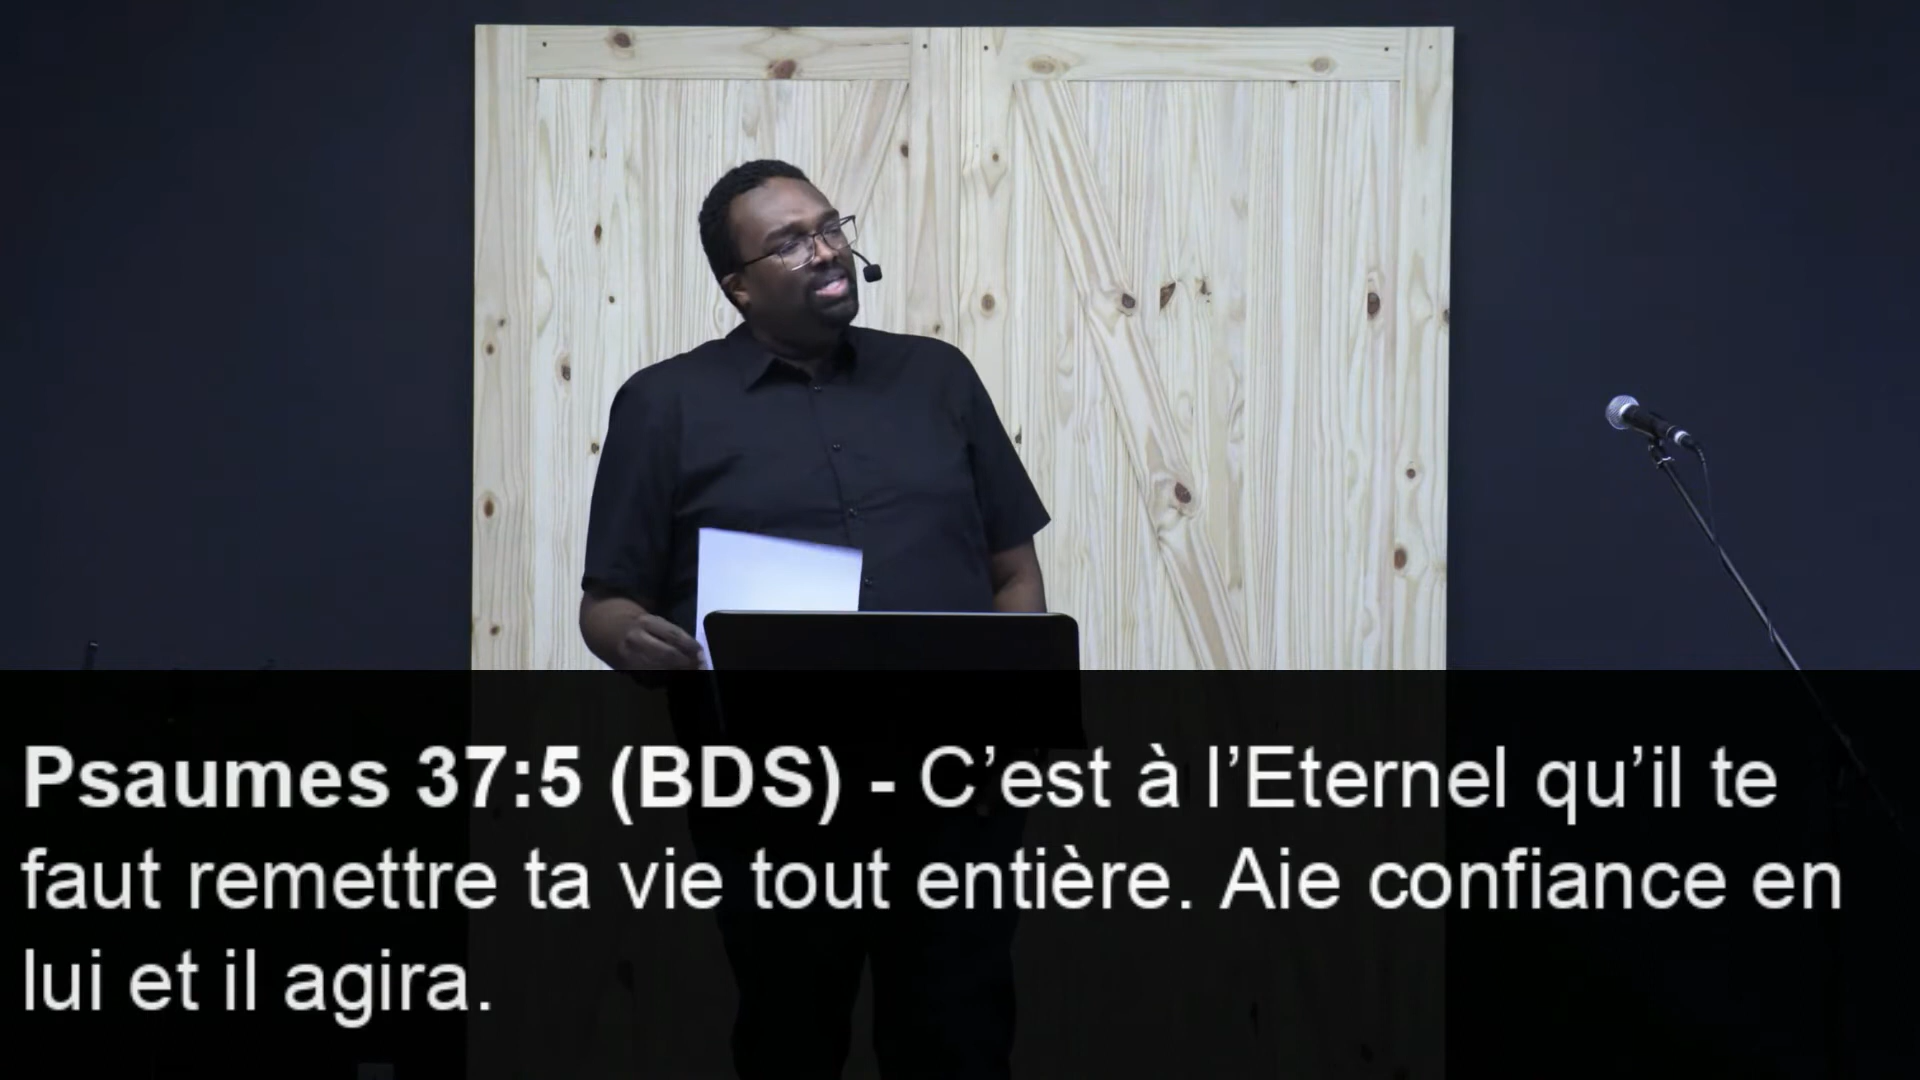 Psaumes 37:5 (BDS) - C’est à l’Eternel qu’il te
faut remettre ta vie tout entière. Aie confiance en
lui et il agira.